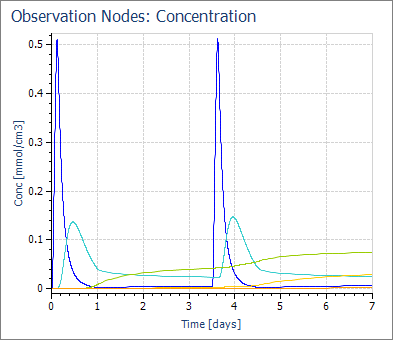 Observation Nodes: Concentration
0.5
0.4
0.3
0.2
0.1
0
Conc [mmol/cm3]
0 1 2 3 4 5 6 7
Time [days]